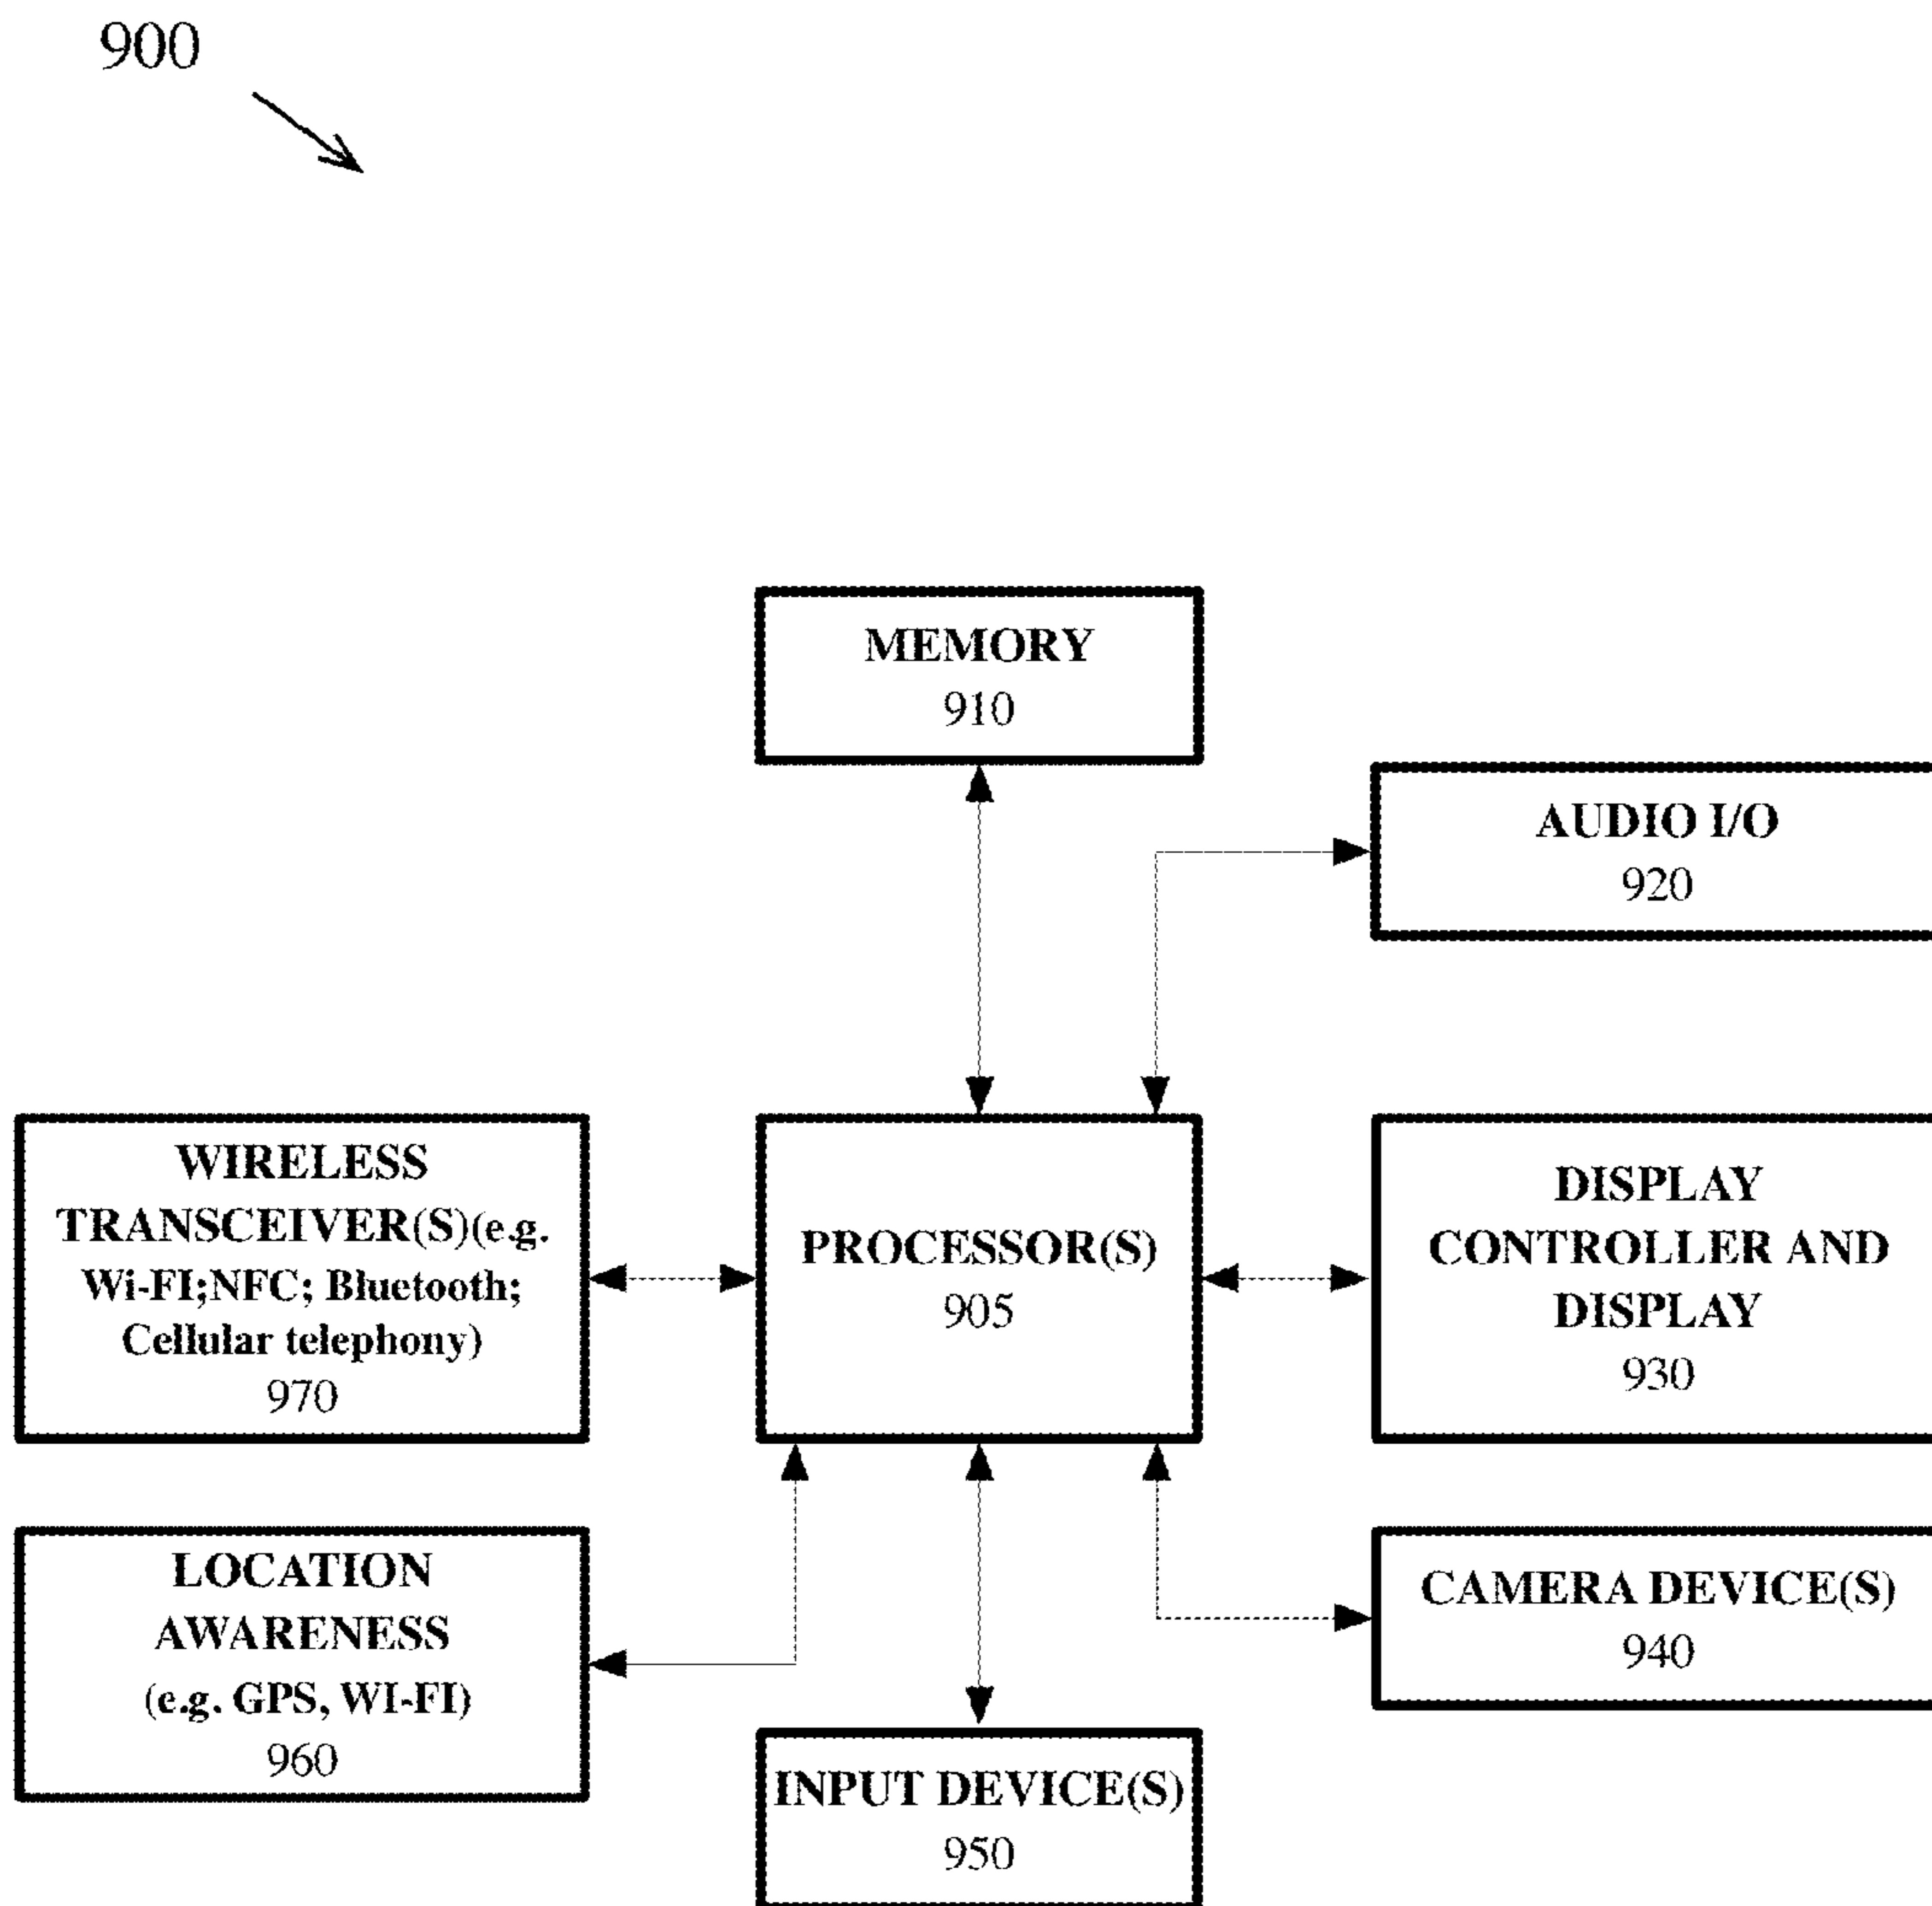 900
MEMORY
910
AUDIO I/O
920
WIRELESS
TRANSCEIVER(S)(e.g.
Wi-FI;NFC; Bluetooth;
Cellular telephony)
970
PROCESSOR(S)
905
DISPLAY
CONTROLLER AND
DISPLAY
930
LOCATION
AWARENESS
(e.g. GPS, WI-FI)
960
INPUT DEVICE(S)
950
CAMERA DEVICE(S)
940